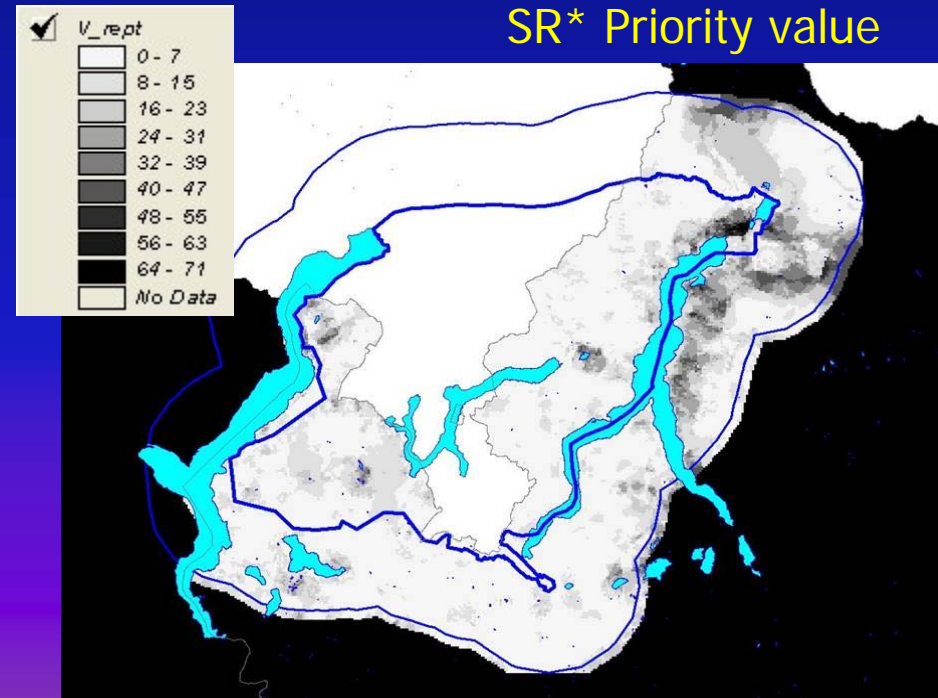 SR* Priority value
V_rept
0 - 7
8 - 15
16 - 23
24 - 31
32 - 39
40 - 47
48 - 55
56 - 63
64 - 71
No Data